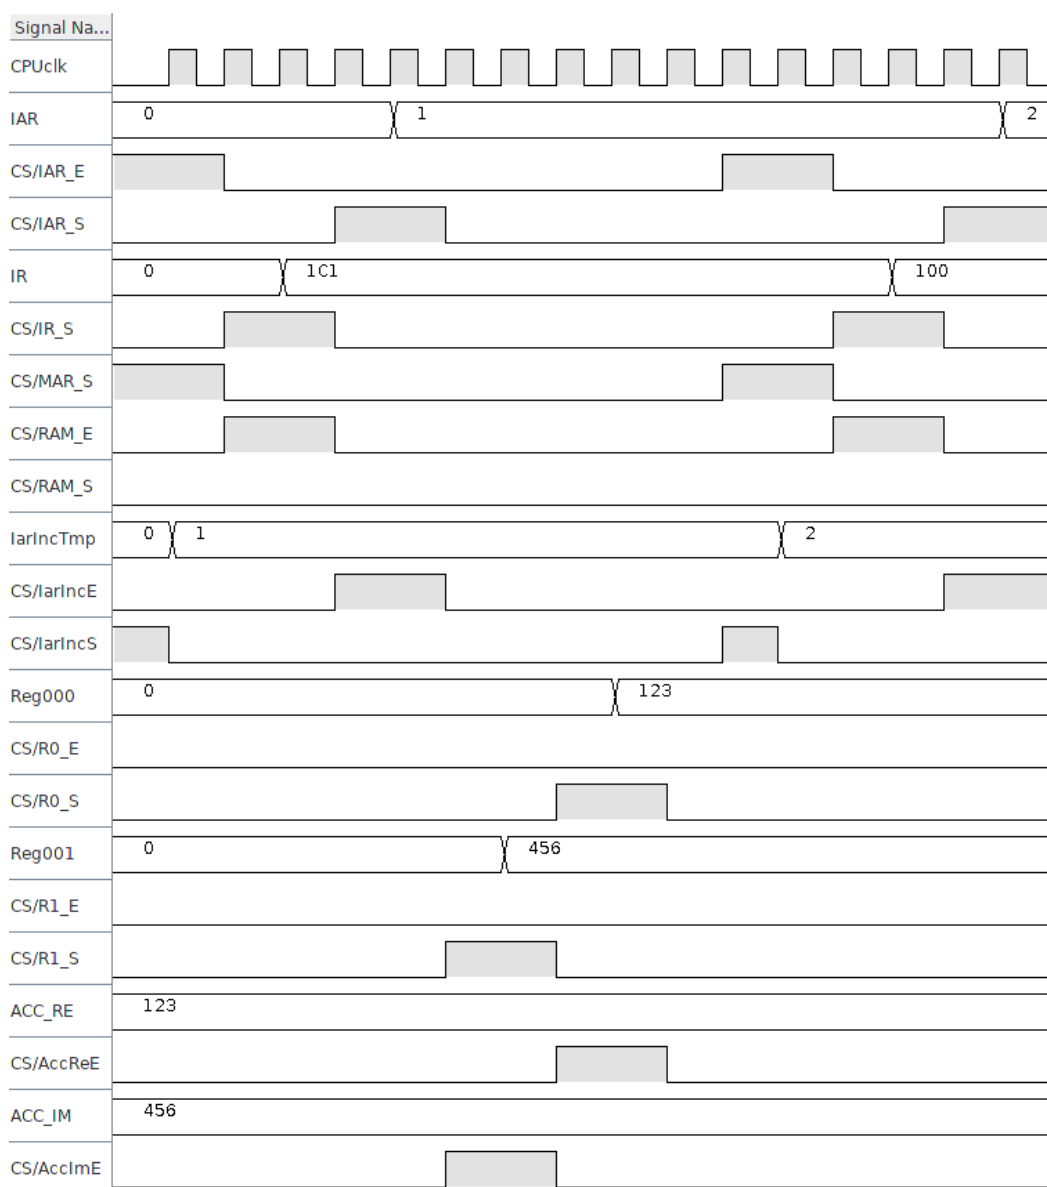 Signal Na...
CPUclk
IAR 0 1 2
CS/IAR_E
CS/IAR_S
IR 0 1C1 100
CS/IR_S
CS/MAR_S
CS/RAM_E
CS/RAM_S
IarIncTmp 0 1 2
CS/IarIncE
CS/IarIncS
Reg000 0 123
CS/R0_E
CS/R0_S
Reg001 0 456
CS/R1_E
CS/R1_S
ACC_RE 123
CS/AccReE
ACC_IM 456
CS/AccImE